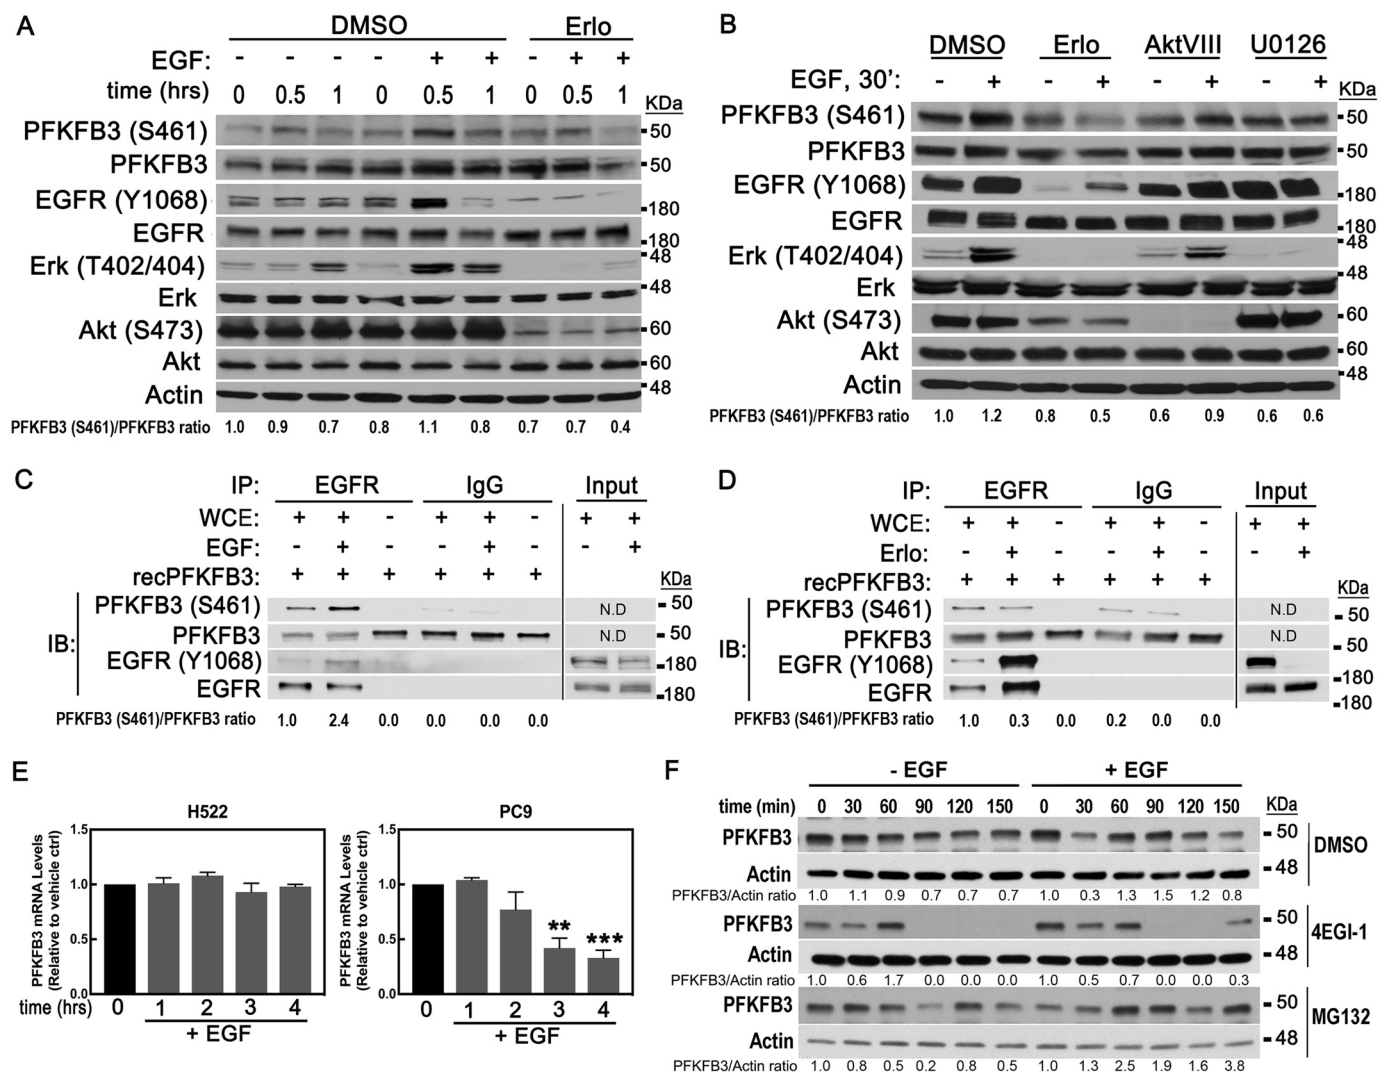 A
DMSO Erlo
EGF: - - - - + + - + +
time (hrs) 0 0.5 1 0 0.5 1 0 0.5 1 KDa
PFKFB3 (S461) 50
PFKFB3 50
EGFR (Y1068) 180
EGFR 180
Erk (T402/404) 48
Erk 48
Akt (S473) 60
Akt 60
Actin 48
PFKFB3 (S461)/PFKFB3 ratio 1.0 0.9 0.7 0.8 1.1 0.8 0.7 0.7 0.4
B
DMSO Erlo AktVIII U0126
EGF, 30’: - + - + - + - + KDa
PFKFB3 (S461) 50
PFKFB3 50
EGFR (Y1068) 180
EGFR 180
Erk (T402/404) 48
Erk 48
Akt (S473) 60
Akt 60
Actin 48
PFKFB3 (S461)/PFKFB3 ratio 1.0 1.2 0.8 0.5 0.6 0.9 0.6 0.6
C
IP: EGFR IgG Input
WCE: + + - + + - + +
EGF: - + - - + - - +
recPFKFB3: + + + + + + KDa
IB:
PFKFB3 (S461) N.D 50
PFKFB3 N.D 50
EGFR (Y1068) 180
EGFR 180
PFKFB3 (S461)/PFKFB3 ratio 1.0 2.4 0.0 0.0 0.0 0.0
D
IP: EGFR IgG Input
WCE: + + - + + - + +
Erlo: - + - - + - - +
recPFKFB3: + + + + + + KDa
IB:
PFKFB3 (S461) N.D 50
PFKFB3 N.D 50
EGFR (Y1068) 180
EGFR 180
PFKFB3 (S461)/PFKFB3 ratio 1.0 0.3 0.0 0.2 0.0 0.0
E
H522
PFKFB3 mRNA Levels
(Relative to vehicle ctrl)
1.5
1.0
0.5
0.0
time (hrs) 0 1 2 3 4
+ EGF
PC9
PFKFB3 mRNA Levels
(Relative to vehicle ctrl)
1.5
1.0
0.5
0.0
** ***
0 1 2 3 4
+ EGF
F
- EGF + EGF
time (min) 0 30 60 90 120 150 0 30 60 90 120 150 KDa
PFKFB3 50
DMSO
Actin 48
PFKFB3/Actin ratio 1.0 1.1 0.9 0.7 0.7 0.7 1.0 0.3 1.3 1.5 1.2 0.8
PFKFB3 50
4EGI-1
Actin 48
PFKFB3/Actin ratio 1.0 0.6 1.7 0.0 0.0 0.0 1.0 0.5 0.7 0.0 0.0 0.3
PFKFB3 50
MG132
Actin 48
PFKFB3/Actin ratio 1.0 0.8 0.5 0.2 0.8 0.5 1.0 1.3 2.5 1.9 1.6 3.8